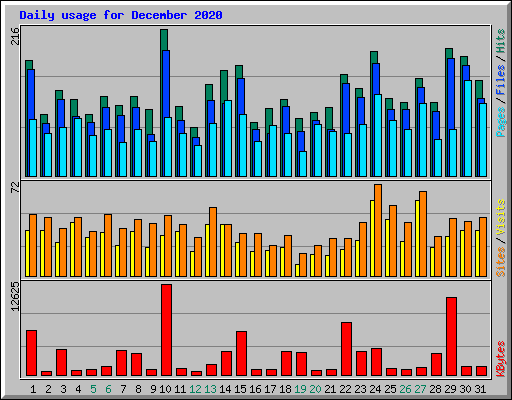 Daily usage for December 2020
216
Pages / Files / Hits
72
Sites / Visits
12625
KBytes
1 2 3 4 5 6 7 8 9 10 11 12 13 14 15 16 17 18 19 20 21 22 23 24 25 26 27 28 29 30 31